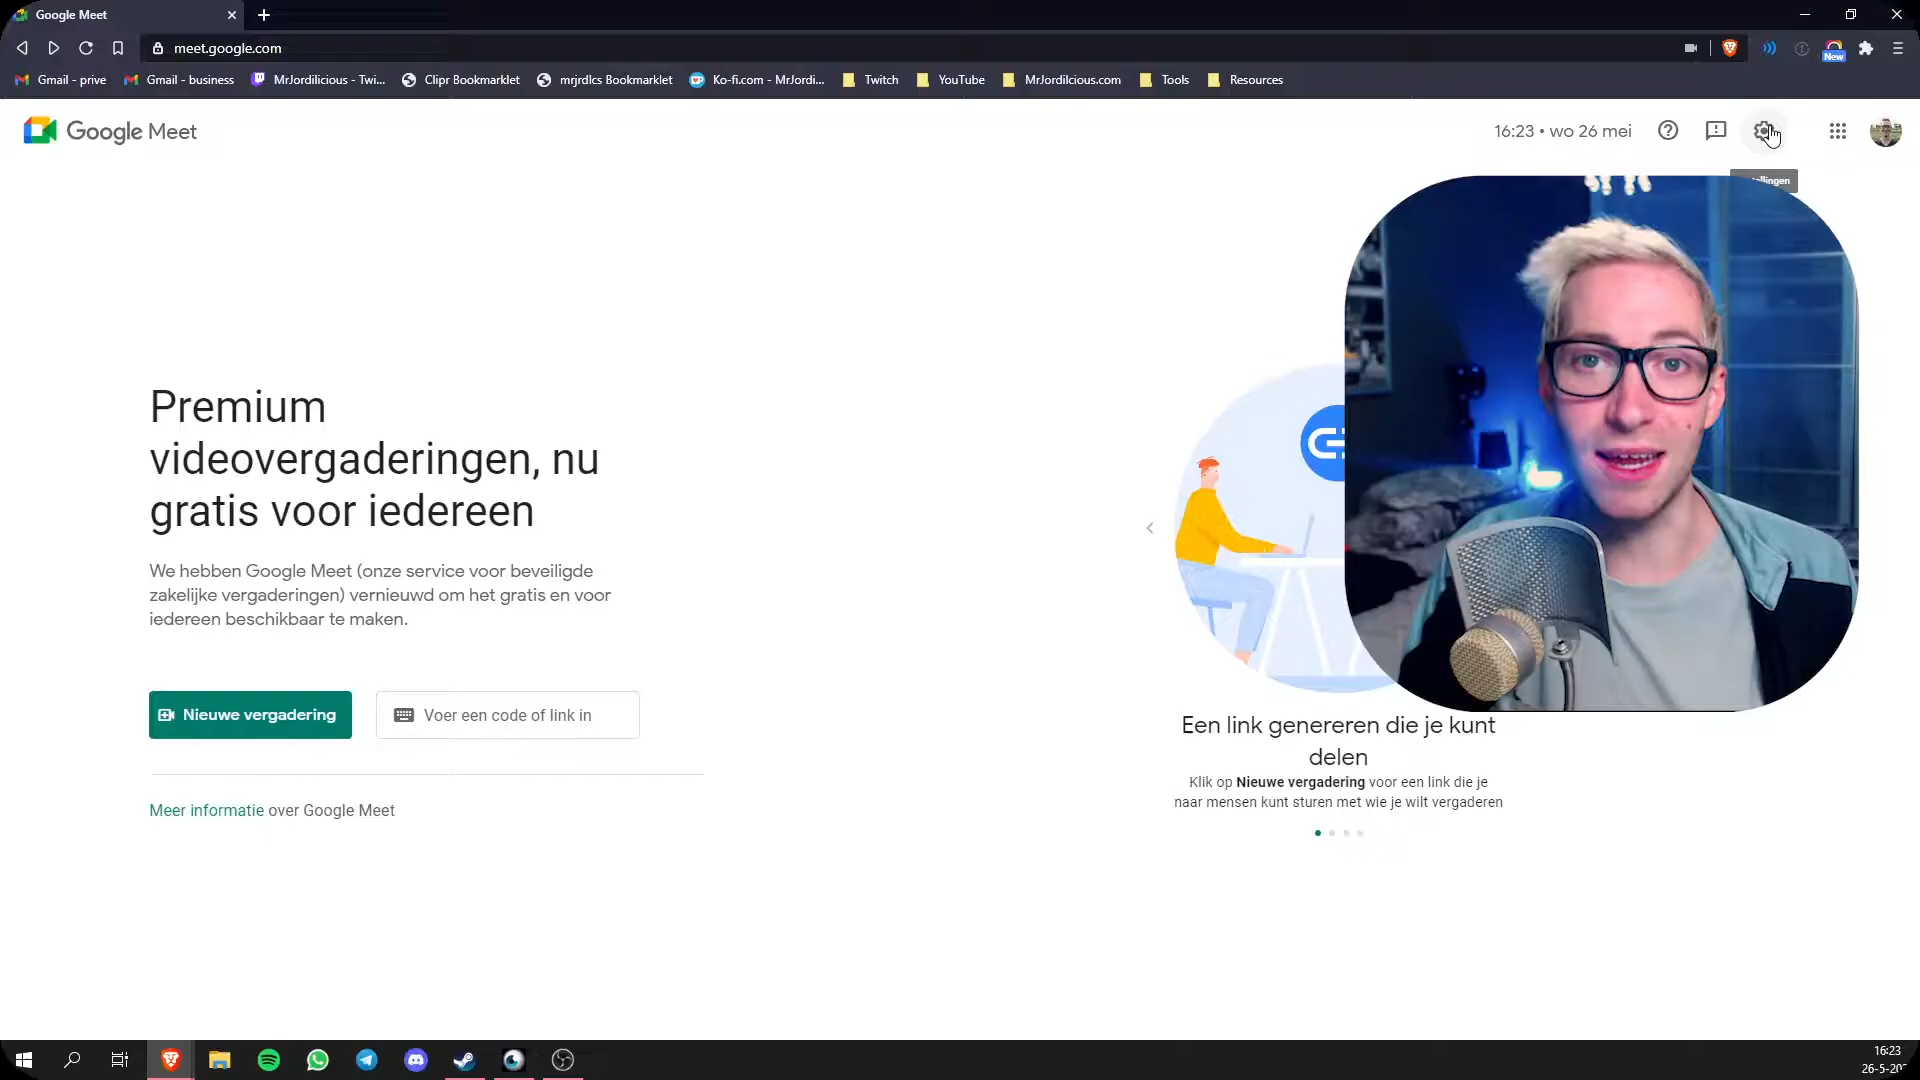 Google Meet
meet.google.com
Gmail - prive
Gmail - business
MrJordilicious - Twi...
Clipr Bookmarklet
mrjrdlcs Bookmarklet
Ko-fi.com - MrJordi...
Twitch
YouTube
MrJordilcious.com
Tools
Resources
New
Google Meet
16:23 • wo 26 mei
Premium
videovergaderingen, nu
gratis voor iedereen
We hebben Google Meet (onze service voor beveiligde
zakelijke vergaderingen) vernieuwd om het gratis en voor
iedereen beschikbaar te maken.
Nieuwe vergadering
Voer een code of link in
Meer informatie over Google Meet
Een link genereren die je kunt
delen
Klik op Nieuwe vergadering voor een link die je
naar mensen kunt sturen met wie je wilt vergaderen
16:23